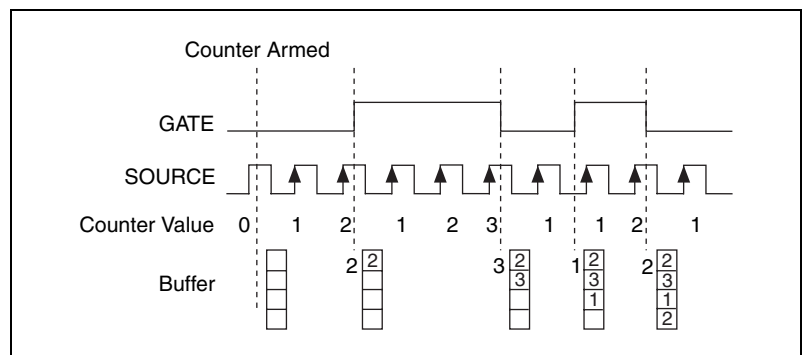 Counter Armed
GATE
SOURCE
Counter Value 0 1 2 1 2 3 1 1 2 1
Buffer
2 2
3 2 3
1 2 3 1
2 2 3 1 2